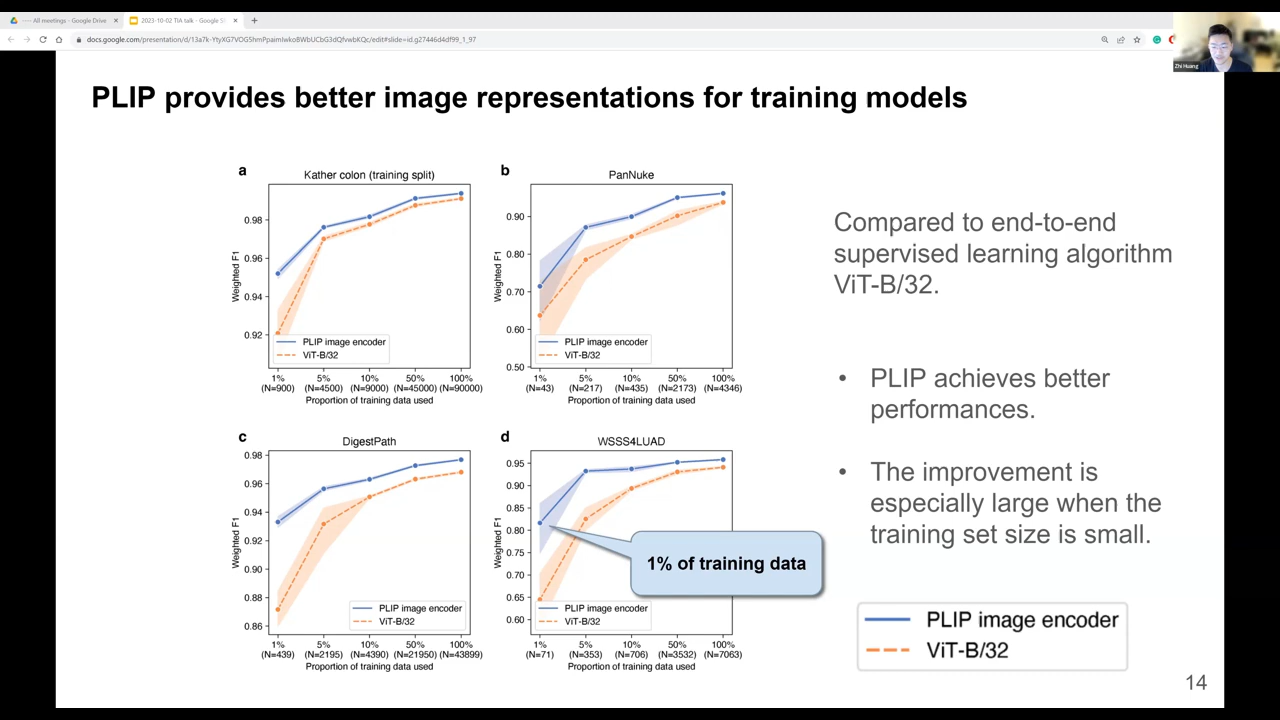 All meetings - Google Drive
2023-10-02 TIA talk - Google S
Zhi Huang
PLIP provides better image representations for training models
a
Kather colon (training split)
Weighted F1
0.98
0.96
0.94
0.92
PLIP image encoder
ViT-B/32
1% 5% 10% 50% 100%
(N=900) (N=4500) (N=9000) (N=45000) (N=90000)
Proportion of training data used
b
PanNuke
Weighted F1
0.90
0.80
0.70
0.60
0.50
PLIP image encoder
ViT-B/32
1% 5% 10% 50% 100%
(N=43) (N=217) (N=435) (N=2173) (N=4346)
Proportion of training data used
c
DigestPath
Weighted F1
0.98
0.96
0.94
0.92
0.90
0.88
0.86
PLIP image encoder
ViT-B/32
1% 5% 10% 50% 100%
(N=439) (N=2195) (N=4390) (N=21950) (N=43899)
Proportion of training data used
d
WSSS4LUAD
Weighted F1
0.95
0.90
0.85
0.80
0.75
0.70
0.65
0.60
1% of training data
PLIP image encoder
ViT-B/32
1% 5% 10% 50% 100%
(N=71) (N=353) (N=706) (N=3532) (N=7063)
Proportion of training data used
Compared to end-to-end
supervised learning algorithm
ViT-B/32.
• PLIP achieves better
performances.
• The improvement is
especially large when the
training set size is small.
PLIP image encoder
ViT-B/32
14